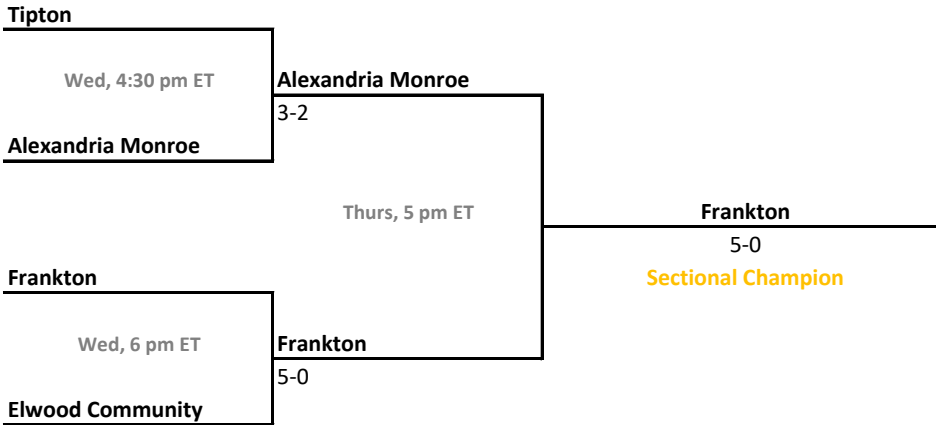 Tipton
Wed, 4:30 pm ET
Alexandria Monroe
3-2
Alexandria Monroe
Thurs, 5 pm ET
Frankton
5-0
Sectional Champion
Frankton
Wed, 6 pm ET
Frankton
5-0
Elwood Community